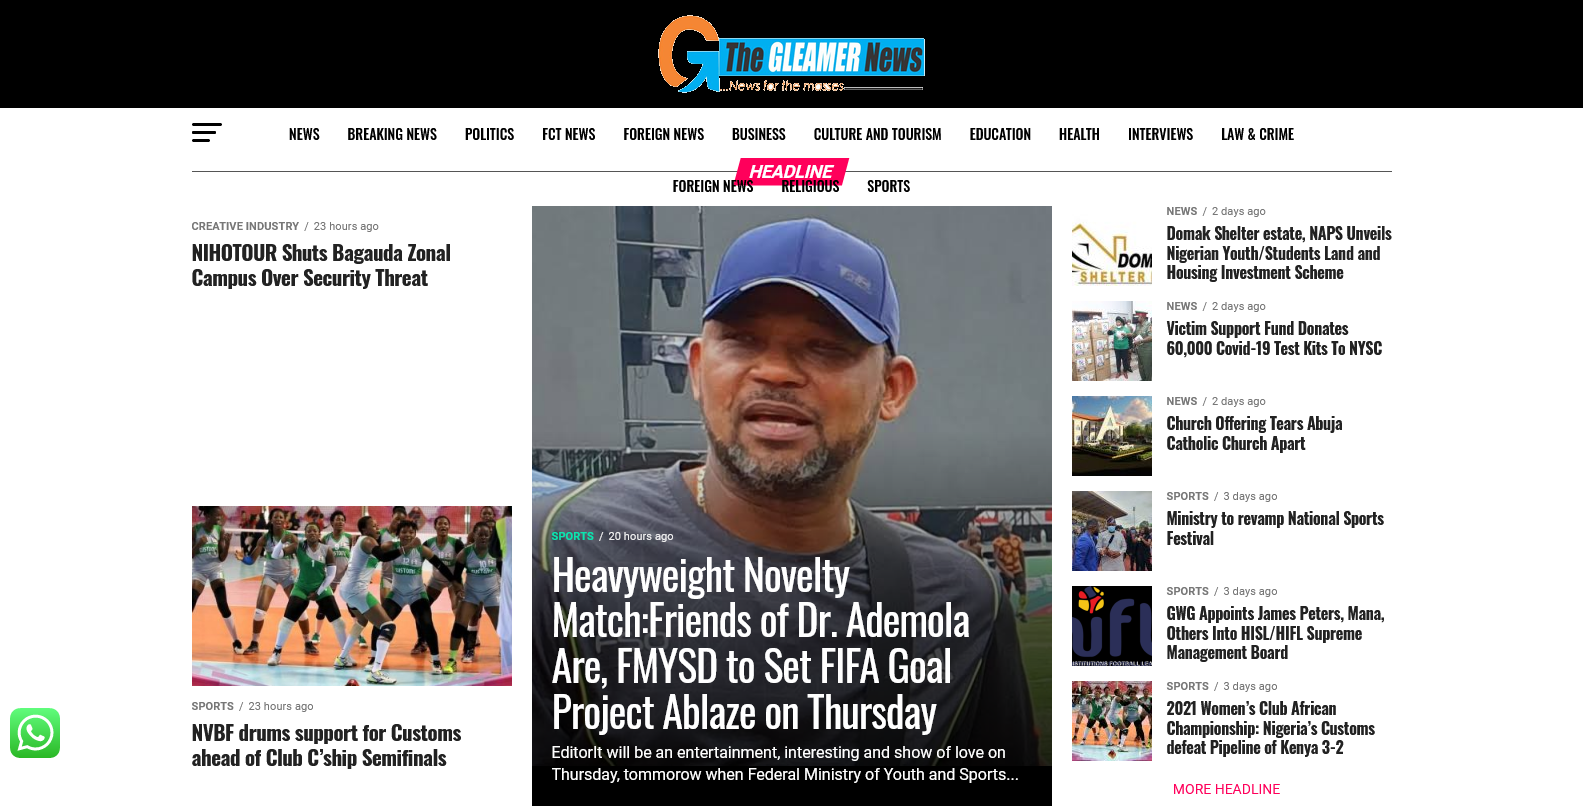 The GLEAMER News
...News for the masses
NEWS
BREAKING NEWS
POLITICS
FCT NEWS
FOREIGN NEWS
BUSINESS
CULTURE AND TOURISM
EDUCATION
HEALTH
INTERVIEWS
LAW & CRIME
HEADLINE
FOREIGN NEWS
RELIGIOUS
SPORTS
CREATIVE INDUSTRY / 23 hours ago
NIHOTOUR Shuts Bagauda Zonal
Campus Over Security Threat
SPORTS / 23 hours ago
NVBF drums support for Customs
ahead of Club C’ship Semifinals
SPORTS / 20 hours ago
Heavyweight Novelty
Match:Friends of Dr. Ademola
Are, FMYSD to Set FIFA Goal
Project Ablaze on Thursday
EditorIt will be an entertainment, interesting and show of love on
Thursday, tommorow when Federal Ministry of Youth and Sports...
NEWS / 2 days ago
Domak Shelter estate, NAPS Unveils
Nigerian Youth/Students Land and
Housing Investment Scheme
DOM
SHELTER
NEWS / 2 days ago
Victim Support Fund Donates
60,000 Covid-19 Test Kits To NYSC
NEWS / 2 days ago
Church Offering Tears Abuja
Catholic Church Apart
SPORTS / 3 days ago
Ministry to revamp National Sports
Festival
SPORTS / 3 days ago
GWG Appoints James Peters, Mana,
Others Into HISL/HIFL Supreme
Management Board
SPORTS / 3 days ago
2021 Women’s Club African
Championship: Nigeria’s Customs
defeat Pipeline of Kenya 3-2
MORE HEADLINE